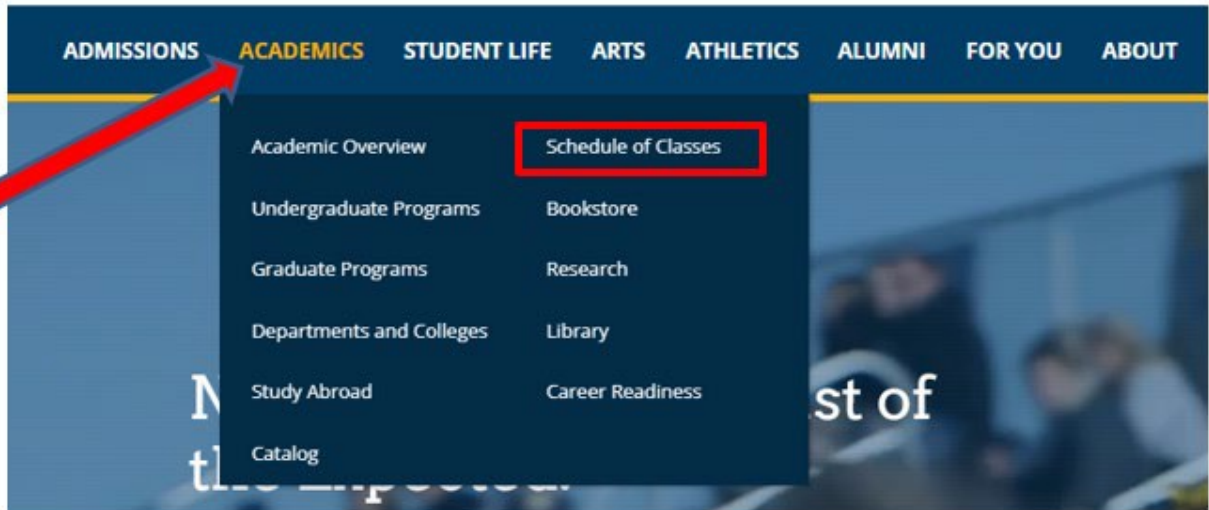 ADMISSIONS ACADEMICS STUDENT LIFE ARTS ATHLETICS ALUMNI FOR YOU ABOUT
Academic Overview
Undergraduate Programs
Graduate Programs
Departments and Colleges
Study Abroad
Catalog
Schedule of Classes
Bookstore
Research
Library
Career Readiness
st of